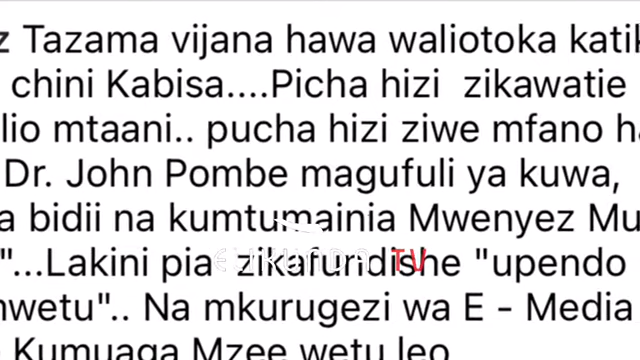 z Tazama vijana hawa waliotoka katik
chini Kabisa....Picha hizi zikawatie
lio mtaani.. pucha hizi ziwe mfano ha
Dr. John Pombe magufuli ya kuwa,
a bidii na kumtumainia Mwenyez Mu
"...Lakini pia zikafundishe "upendo
nwetu".. Na mkurugezi wa E - Media
Kumuaga Mzee wetu leo
TV